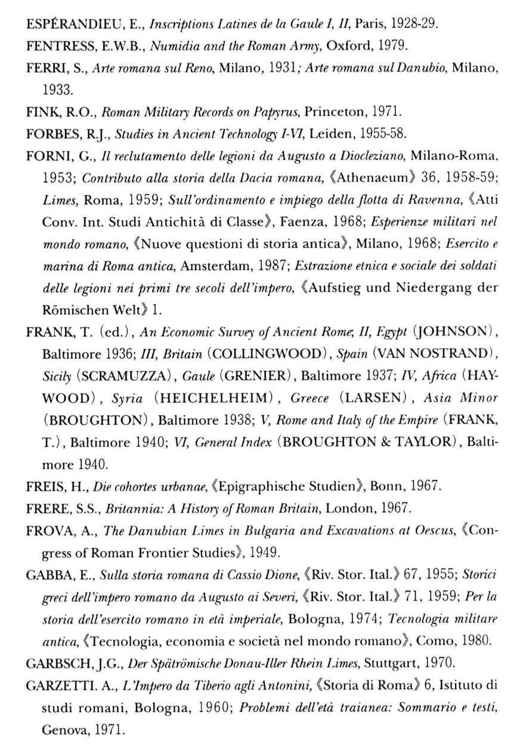 ESPÉRANDIEU, E., Inscriptions Latines de la Gaule I, II, Paris, 1928-29.
FENTRESS, E.W.B., Numidia and the Roman Army, Oxford, 1979.
FERRI, S., Arte romana sul Reno, Milano, 1931; Arte romana sul Danubio, Milano,
1933.
FINK, R.O., Roman Military Records on Papyrus, Princeton, 1971.
FORBES, R.J., Studies in Ancient Technology I-VI, Leiden, 1955-58.
FORNI, G., Il reclutamento delle legioni da Augusto a Diocleziano, Milano-Roma,
1953; Contributo alla storia della Dacia romana, 《Athenaeum》 36, 1958-59;
Limes, Roma, 1959; Sull'ordinamento e impiego della flotta di Ravenna, 《Atti
Conv. Int. Studi Antichità di Classe》, Faenza, 1968; Esperienze militari nel
mondo romano, 《Nuove questioni di storia antica》, Milano, 1968; Esercito e
marina di Roma antica, Amsterdam, 1987; Estrazione etnica e sociale dei soldati
delle legioni nei primi tre secoli dell'impero, 《Aufstieg und Niedergang der
Römischen Welt》 1.
FRANK, T. (ed.), An Economic Survey of Ancient Rome; II, Egypt (JOHNSON),
Baltimore 1936; III, Britain (COLLINGWOOD), Spain (VAN NOSTRAND),
Sicily (SCRAMUZZA), Gaule (GRENIER), Baltimore 1937; IV, Africa (HAY-
WOOD), Syria (HEICHELHEIM), Greece (LARSEN), Asia Minor
(BROUGHTON), Baltimore 1938; V, Rome and Italy of the Empire (FRANK,
T.), Baltimore 1940; VI, General Index (BROUGHTON & TAYLOR), Balti-
more 1940.
FREIS, H., Die cohortes urbanae, 《Epigraphische Studien》, Bonn, 1967.
FRERE, S.S., Britannia: A History of Roman Britain, London, 1967.
FROVA, A., The Danubian Limes in Bulgaria and Excavations at Oescus, 《Con-
gress of Roman Frontier Studies》, 1949.
GABBA, E., Sulla storia romana di Cassio Dione, 《Riv. Stor. Ital.》 67, 1955; Storici
greci dell'impero romano da Augusto ai Severi, 《Riv. Stor. Ital.》 71, 1959; Per la
storia dell'esercito romano in età imperiale, Bologna, 1974; Tecnologia militare
antica, 《Tecnologia, economia e società nel mondo romano》, Como, 1980.
GARBSCH, J.G., Der Spätrömische Donau-Iller Rhein Limes, Stuttgart, 1970.
GARZETTI. A., L'Impero da Tiberio agli Antonini, 《Storia di Roma》 6, Istituto di
studi romani, Bologna, 1960; Problemi dell'età traianea: Sommario e testi,
Genova, 1971.